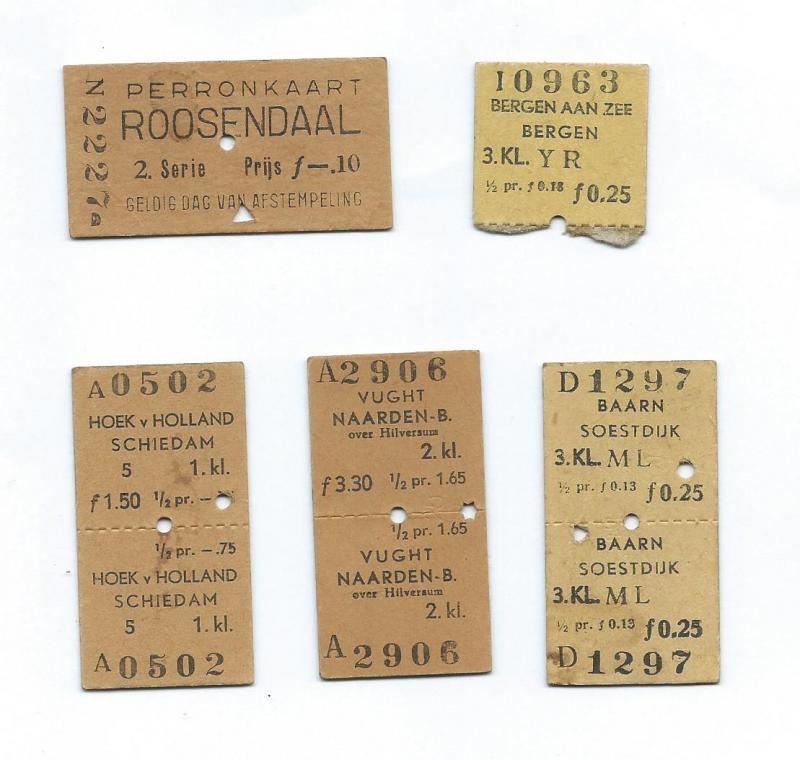 N 2227a
PERRONKAART
ROOSENDAAL
2. Serie Prijs f —.10
GELDIG DAG VAN AFSTEMPELING
10963
BERGEN AAN ZEE
BERGEN
3.KL. YR
½ pr. f 0.18 f 0.25
A0502
HOEK v HOLLAND
SCHIEDAM
5 1. kl.
f 1.50 ½ pr. –
½ pr. –.75
HOEK v HOLLAND
SCHIEDAM
5 1. kl.
A0502
A2906
VUGHT
NAARDEN-B.
over Hilversum
2. kl.
f 3.30 ½ pr. 1.65
½ pr. 1.65
VUGHT
NAARDEN-B.
over Hilversum
2. kl.
A2906
D1297
BAARN
SOESTDIJK
3.KL. ML
½ pr. f 0.13 f 0.25
BAARN
SOESTDIJK
3.KL. ML
½ pr. f 0.13 f 0.25
D1297